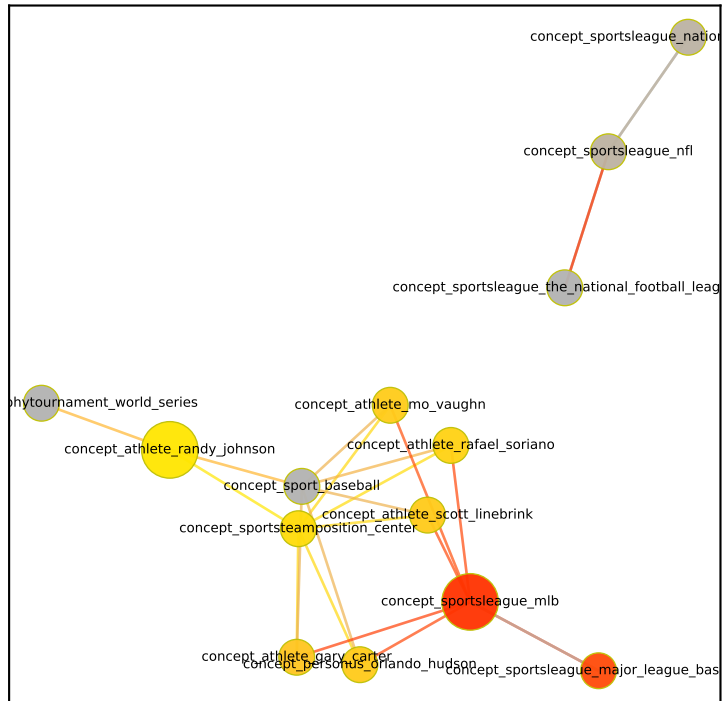 concept_sportsleague_nation
concept_sportsleague_nfl
concept_sportsleague_the_national_football_leag
phytournament_world_series
concept_athlete_mo_vaughn
concept_athlete_rafael_soriano
concept_athlete_randy_johnson
concept_sport_baseball
concept_athlete_scott_linebrink
concept_sportsteamposition_center
concept_sportsleague_mlb
concept_athlete_gary_carter
concept_personus_orlando_hudson
concept_sportsleague_major_league_bas